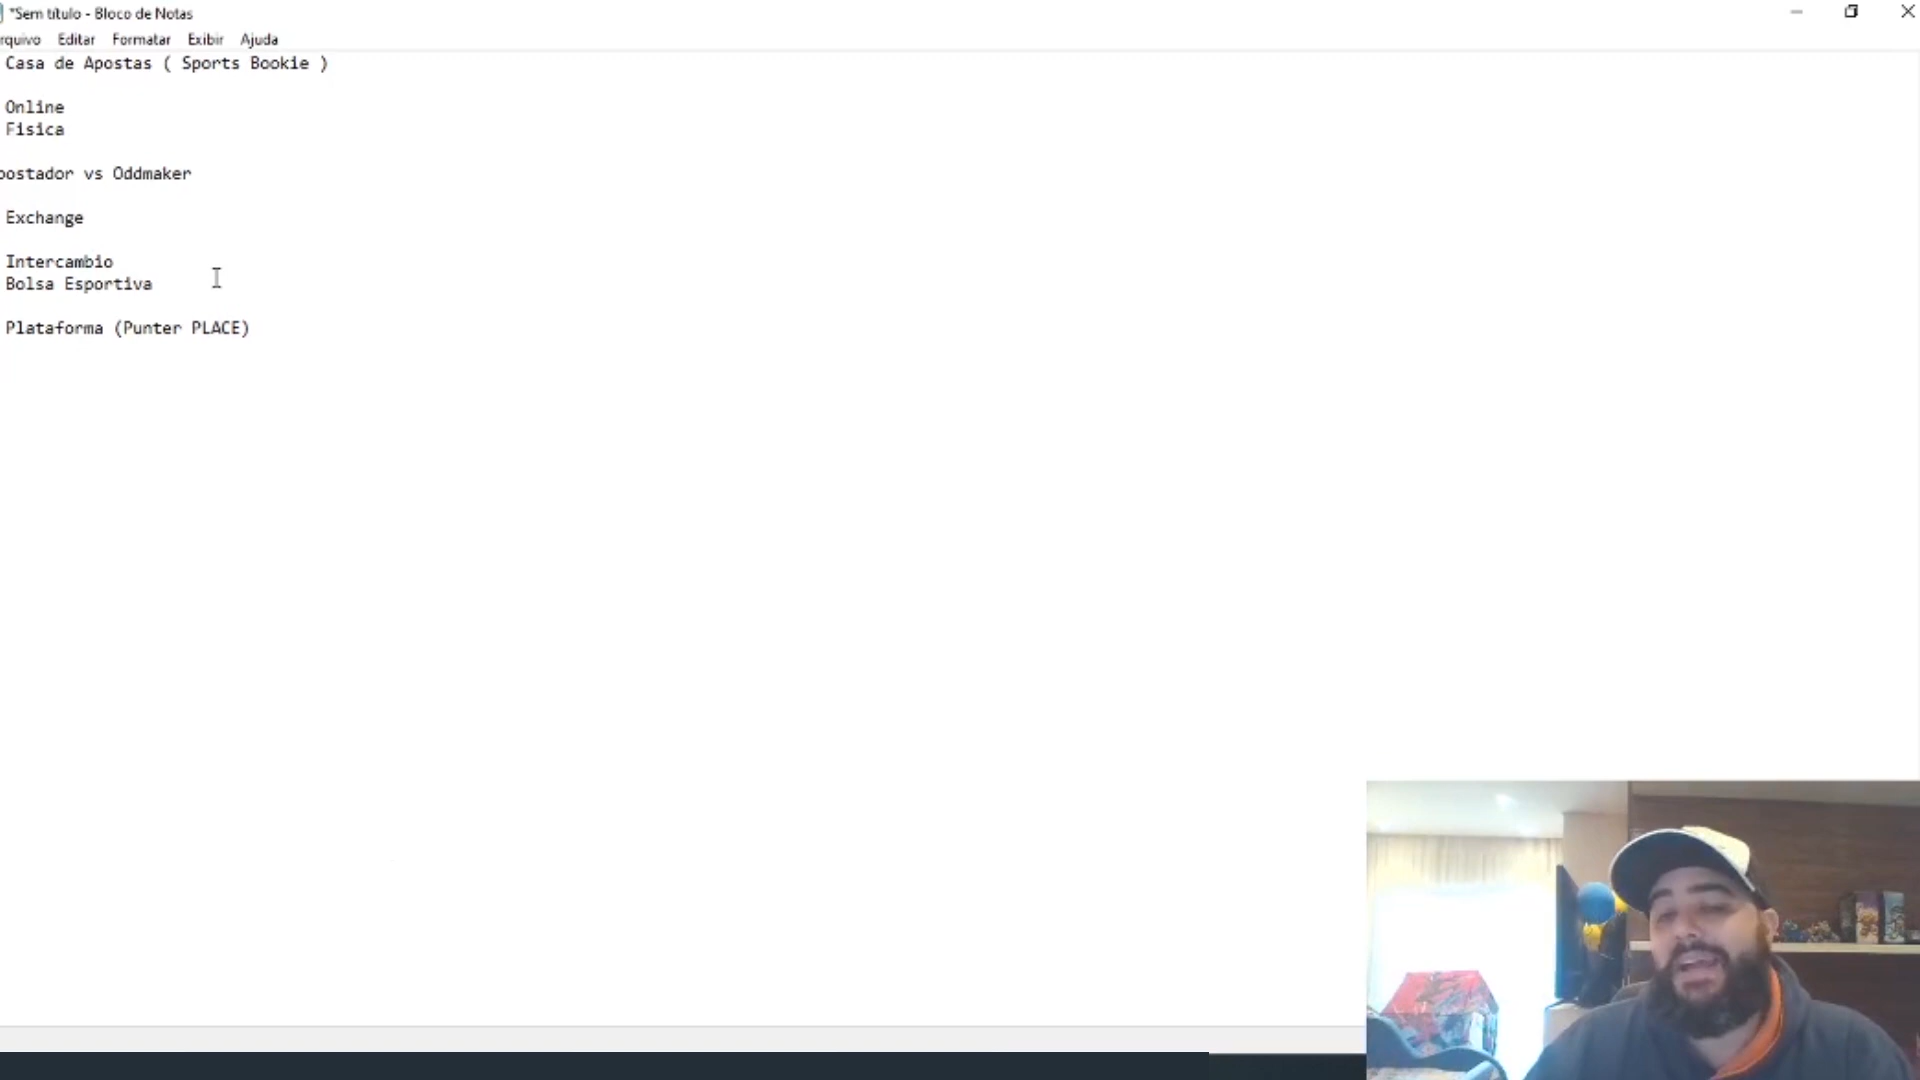 *Sem título - Bloco de Notas
rquivo Editar Formatar Exibir Ajuda
Casa de Apostas ( Sports Bookie )
Online
Fisica
postador vs Oddmaker
Exchange
Intercambio
Bolsa Esportiva
Plataforma (Punter PLACE)